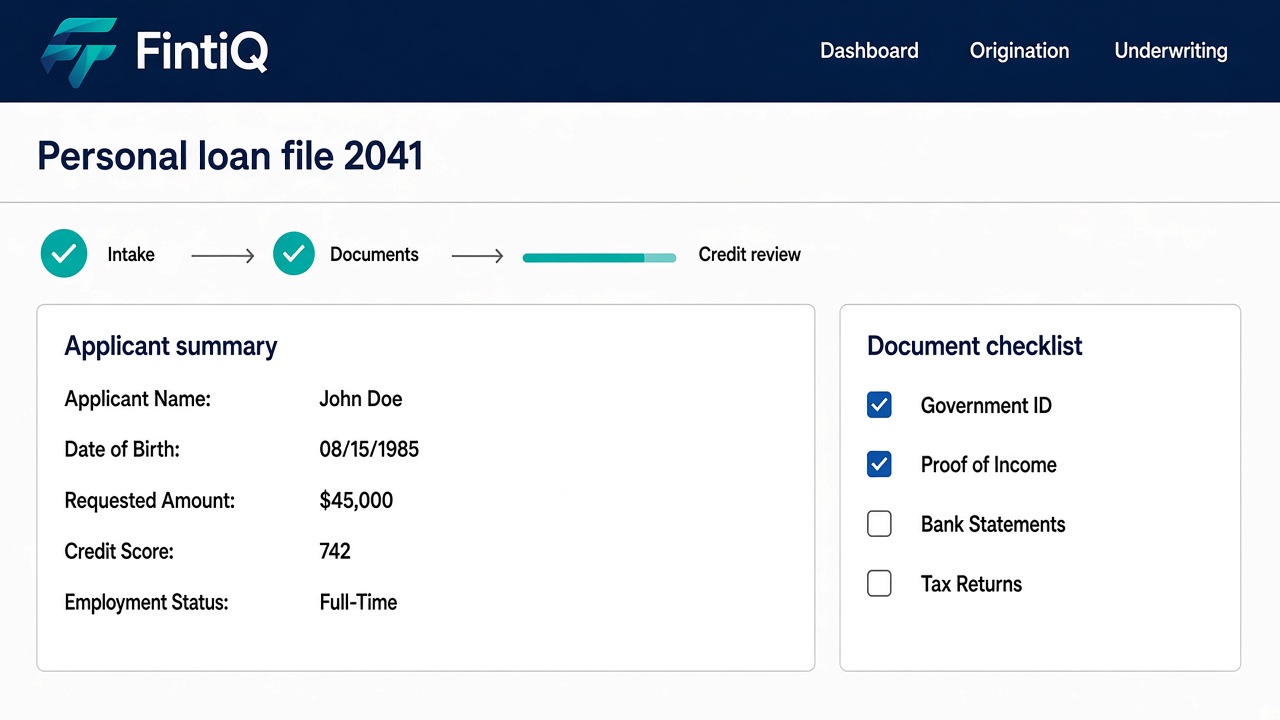 FintiQ
Dashboard Origination Underwriting
Personal loan file 2041
Intake Documents Credit review
Applicant summary
Applicant Name: John Doe
Date of Birth: 08/15/1985
Requested Amount: $45,000
Credit Score: 742
Employment Status: Full-Time
Document checklist
Government ID
Proof of Income
Bank Statements
Tax Returns